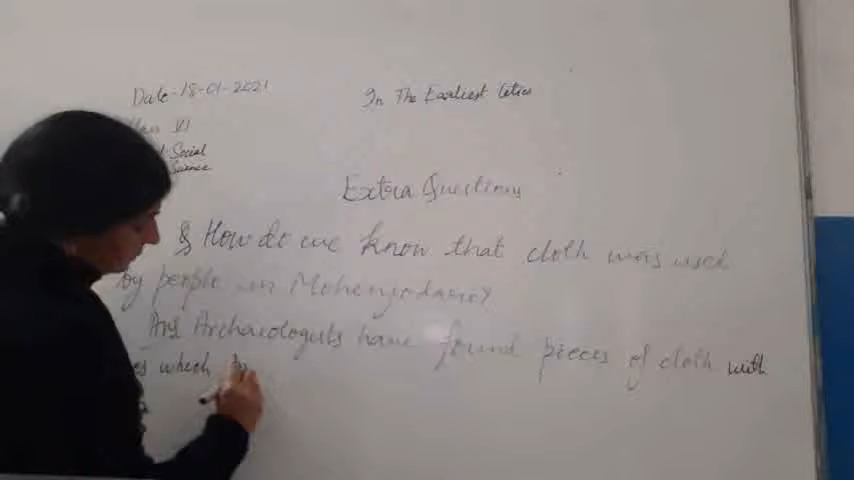 Date-18-01-2021
In The Earliest Cities
VI
Social
Science
Extra Questions
Q How do we know that cloth was used
by people in Mohenjodaro?
Ans Archaeologists have found pieces of cloth with
which